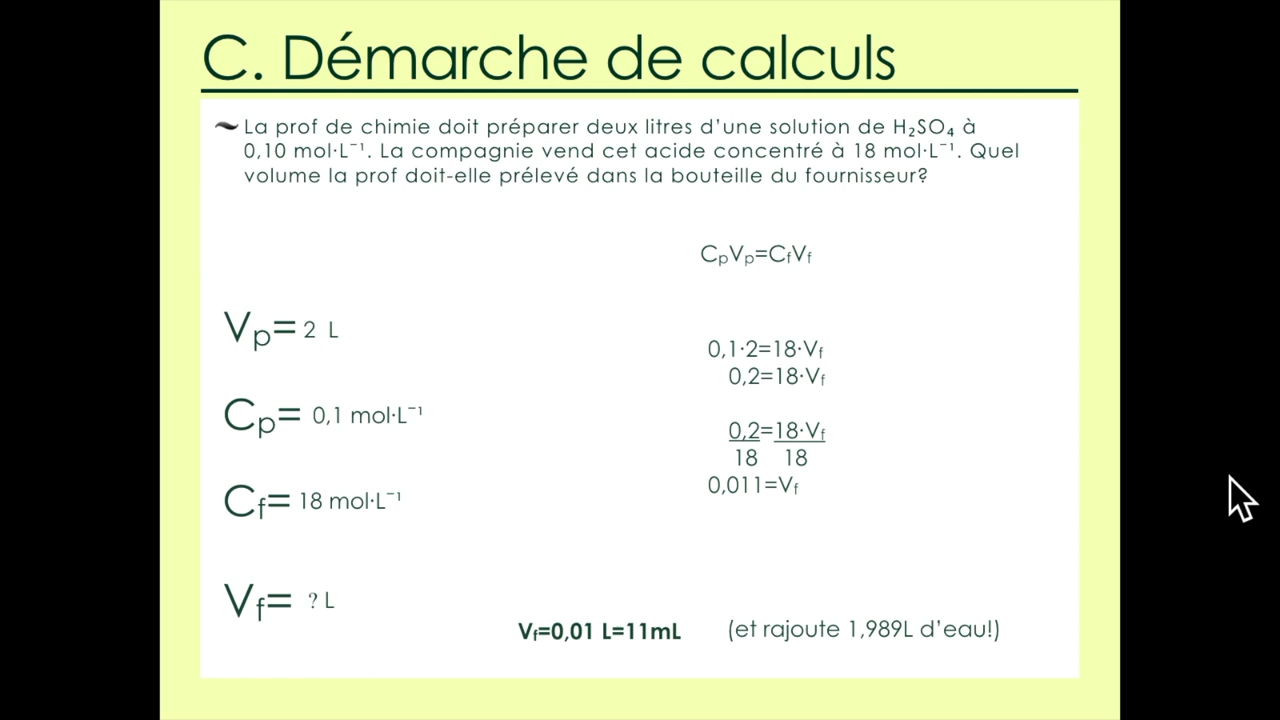 C. Démarche de calculs
La prof de chimie doit préparer deux litres d’une solution de H₂SO₄ à
0,10 mol·L⁻¹. La compagnie vend cet acide concentré à 18 mol·L⁻¹. Quel
volume la prof doit-elle prélevé dans la bouteille du fournisseur?
CpVp=CfVf
Vp= 2 L
0,1·2=18·Vf
0,2=18·Vf
Cp= 0,1 mol·L⁻¹
0,2=18·Vf
18 18
0,011=Vf
Cf= 18 mol·L⁻¹
Vf= ? L
Vf=0,01 L=11mL (et rajoute 1,989L d’eau!)